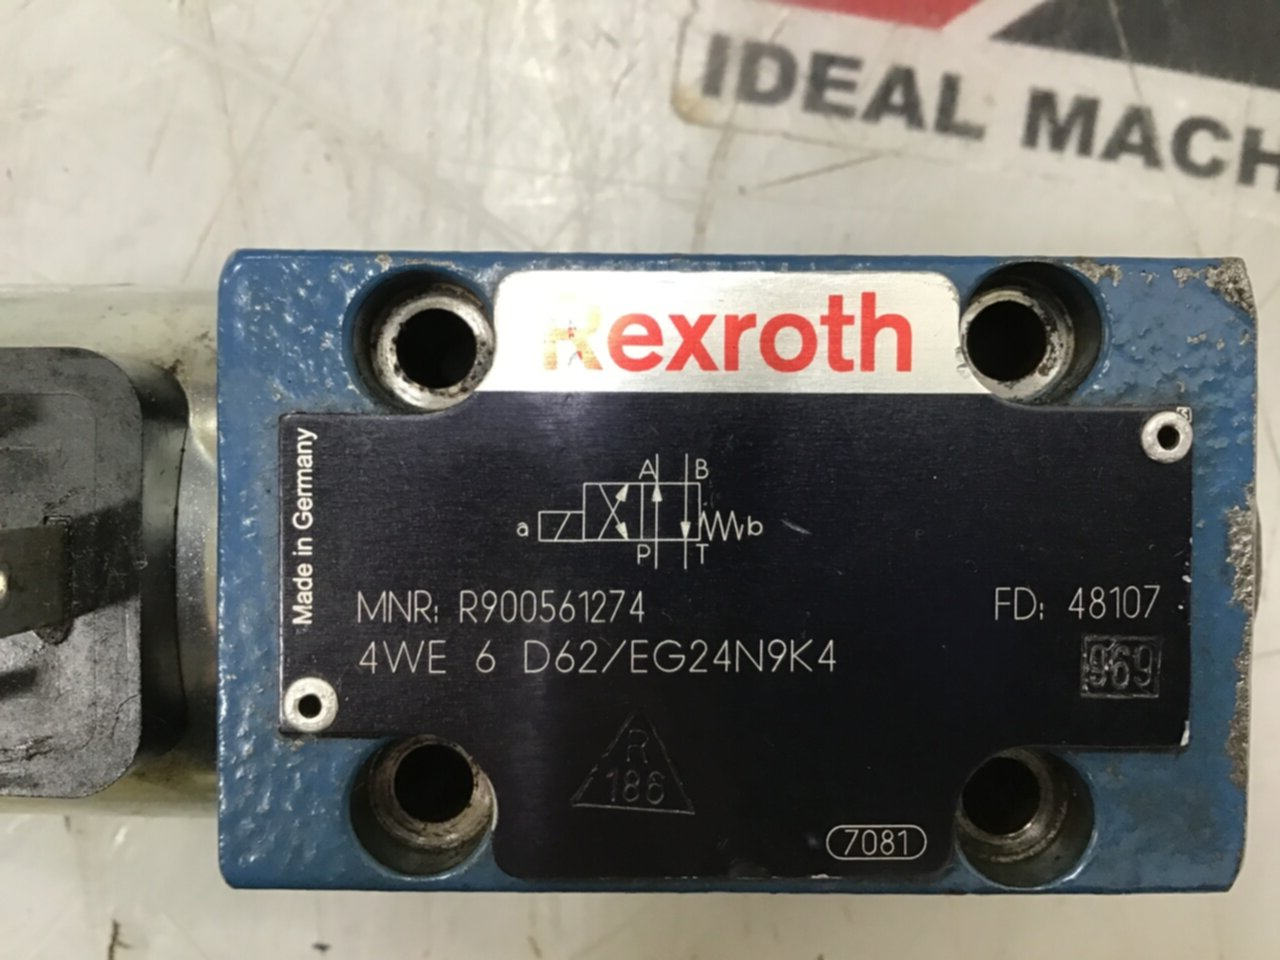 IDEAL MACH
Rexroth
Made in Germany
A B
a b
P T
MNR: R900561274 FD: 48107
4WE 6 D62/EG24N9K4
969
R
186
7081